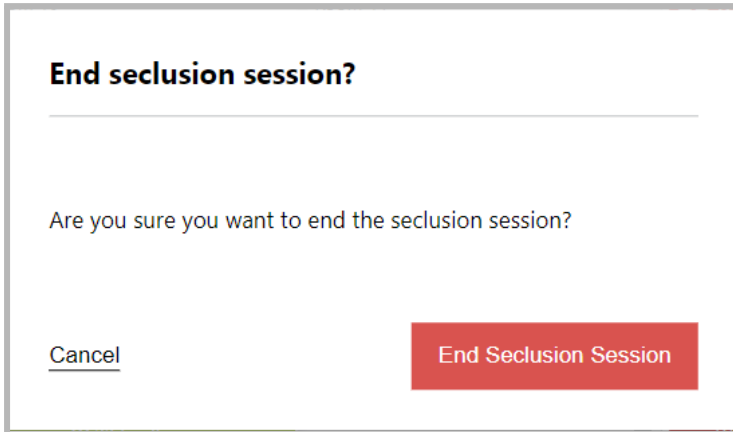 End seclusion session?
Are you sure you want to end the seclusion session?
Cancel
End Seclusion Session